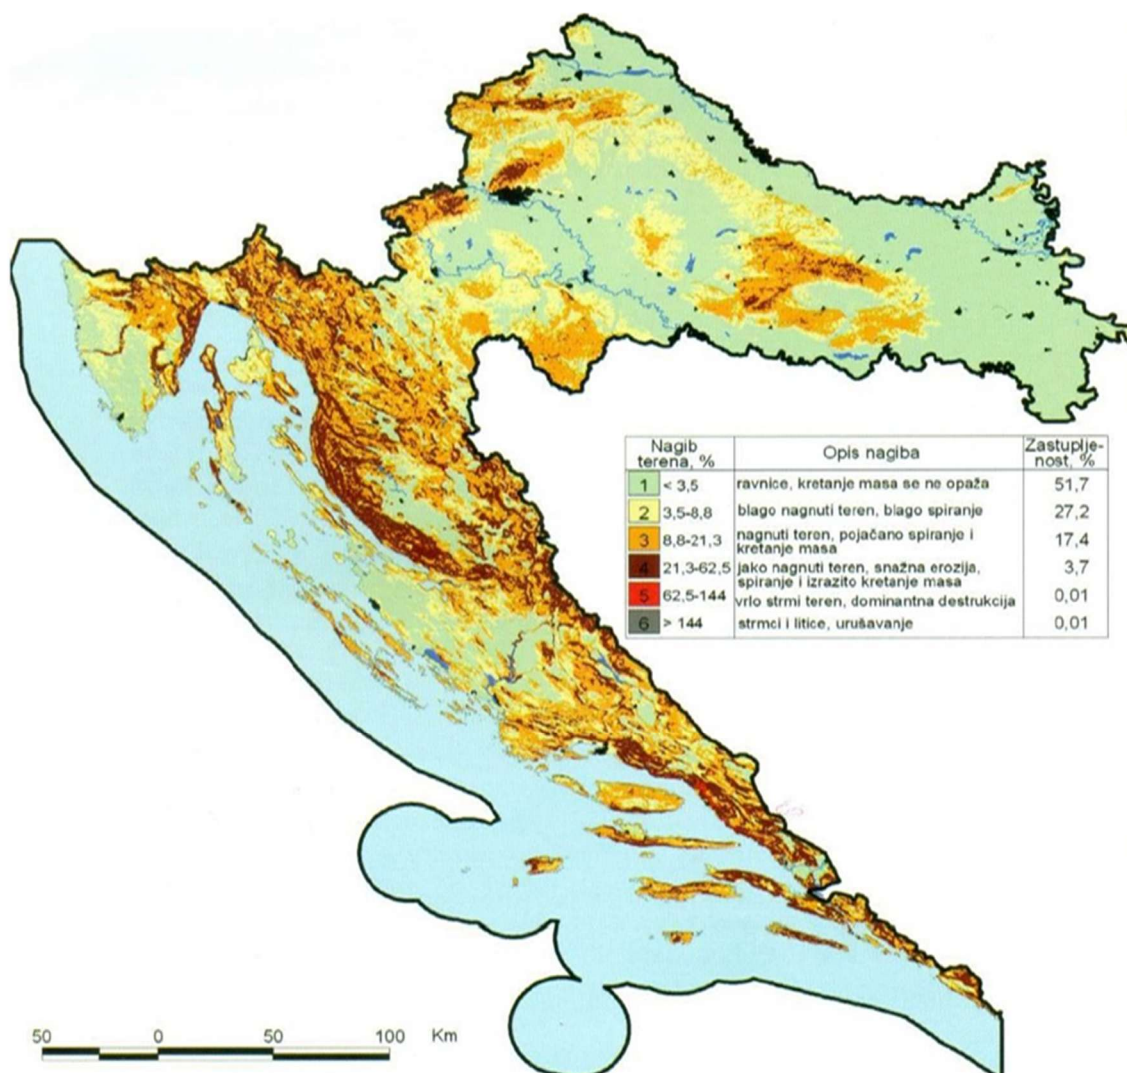 Nagib terena, %
Opis nagiba
Zastuplje-nost, %
1 < 3,5 ravnice, kretanje masa se ne opaža 51,7
2 3,5-8,8 blago nagnuti teren, blago spiranje 27,2
3 8,8-21,3 nagnuti teren, pojačano spiranje i
kretanje masa 17,4
4 21,3-62,5 jako nagnuti teren, snažna erozija,
spiranje i izrazito kretanje masa 3,7
5 62,5-144 vrlo strmi teren, dominantna destrukcija 0,01
6 > 144 strmci i litice, urušavanje 0,01
50 0 50 100 Km